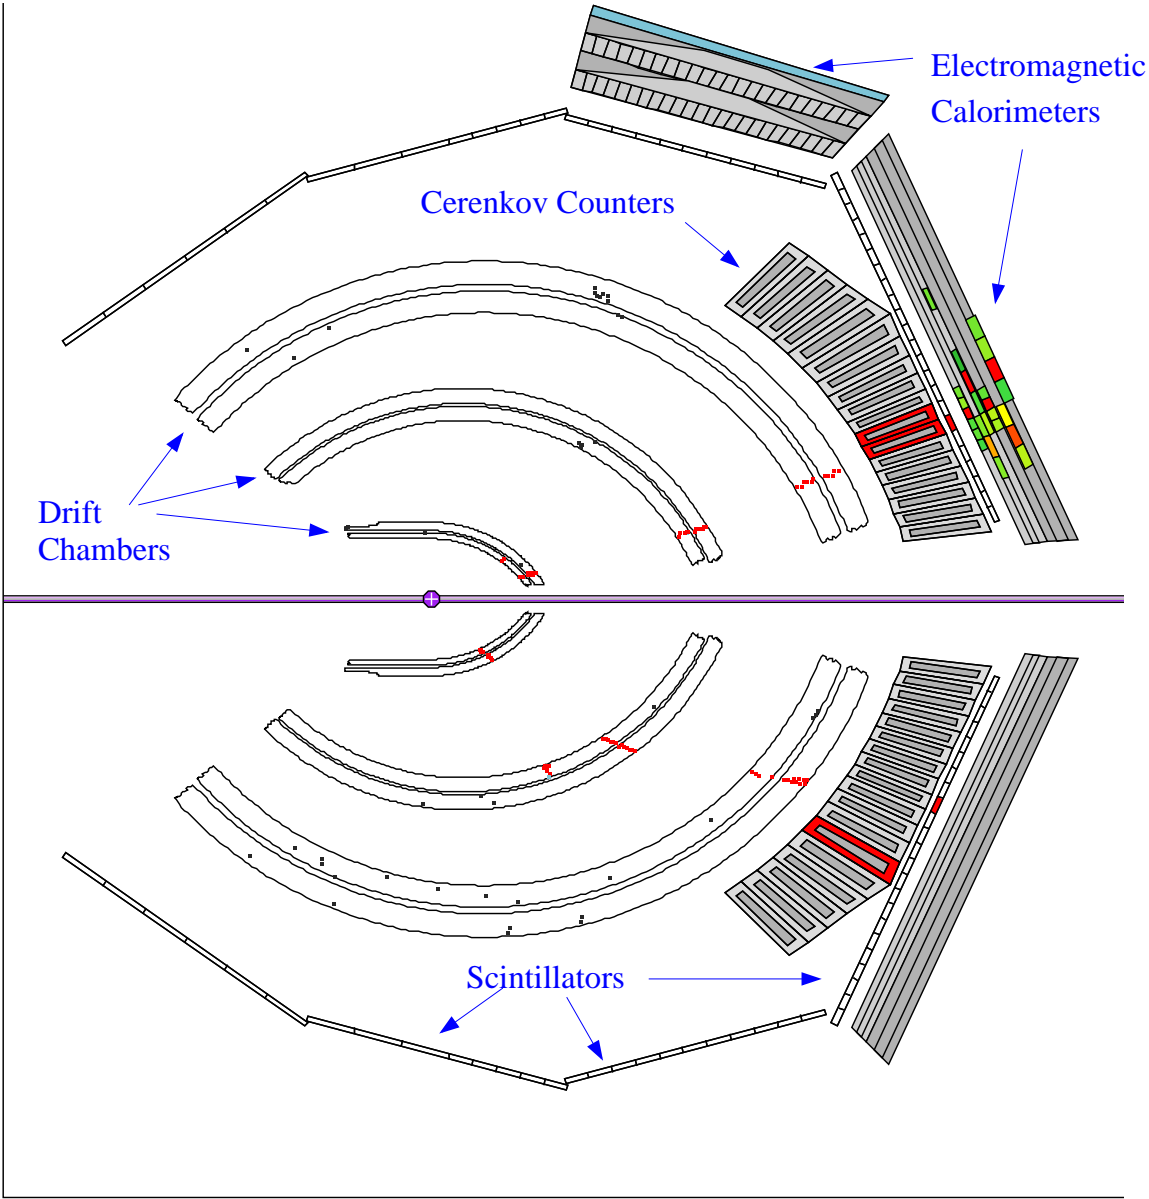 Electromagnetic
Calorimeters
Cerenkov Counters
Drift
Chambers
Scintillators